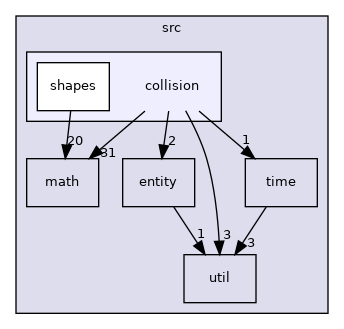 src
shapes
collision
20
31
2
1
math
entity
time
1
3
3
util